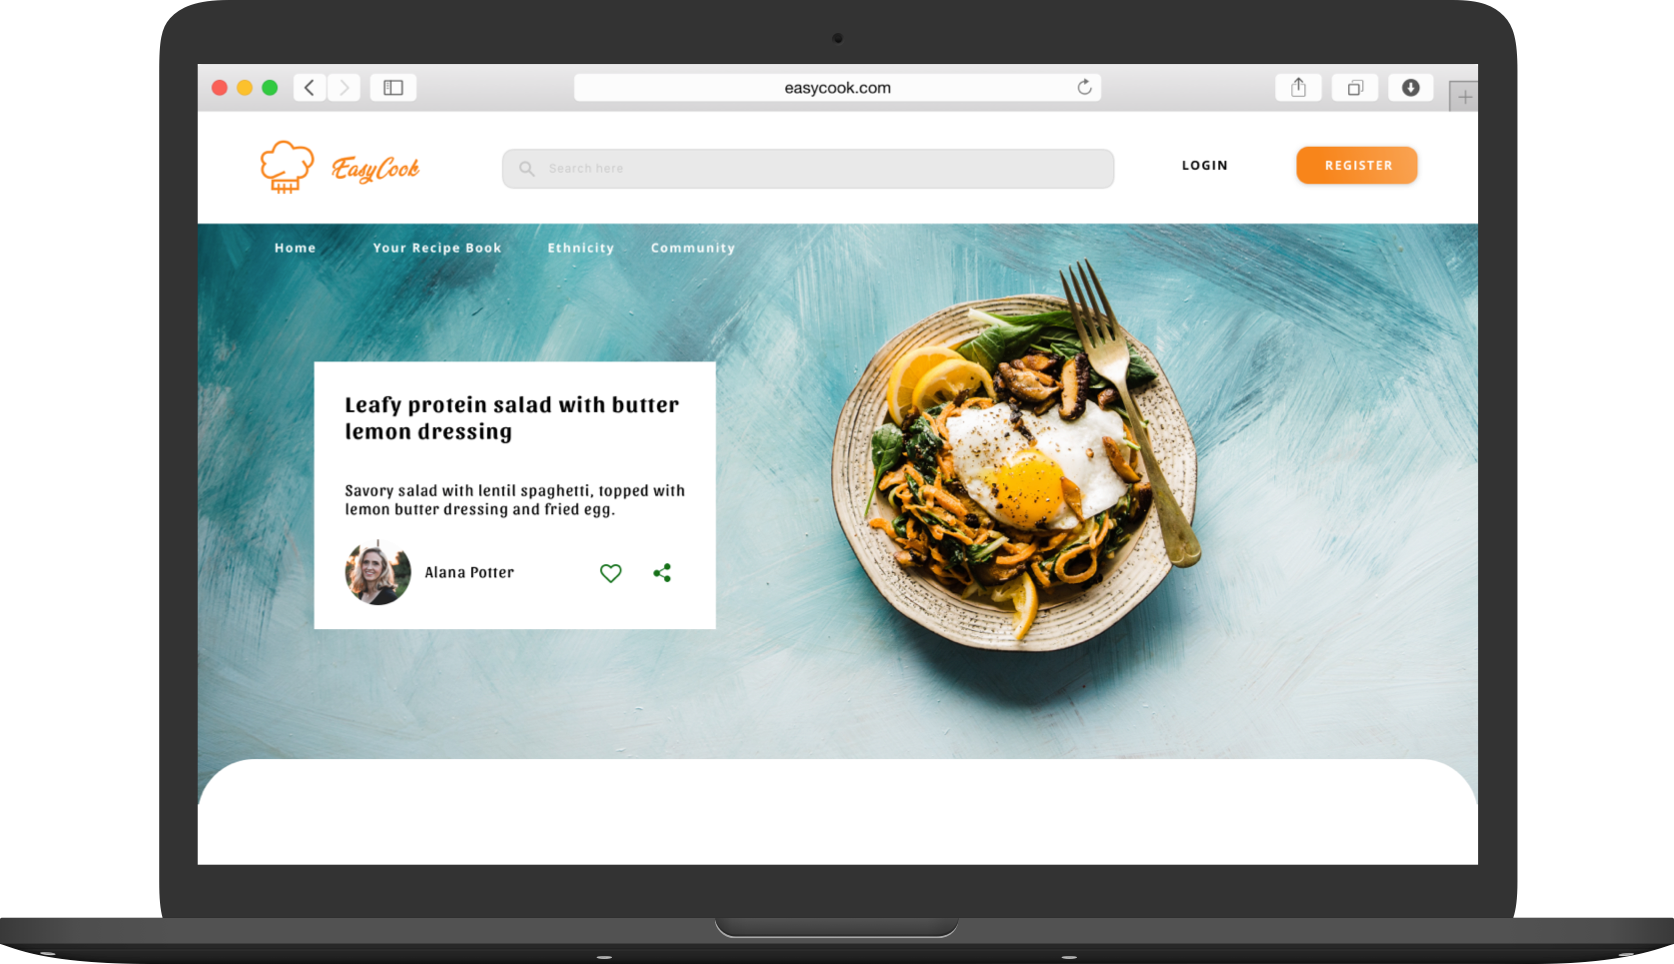 easycook.com
EasyCook
Search here
LOGIN
REGISTER
Home
Your Recipe Book
Ethnicity
Community
Leafy protein salad with butter
lemon dressing
Savory salad with lentil spaghetti, topped with
lemon butter dressing and fried egg.
Alana Potter